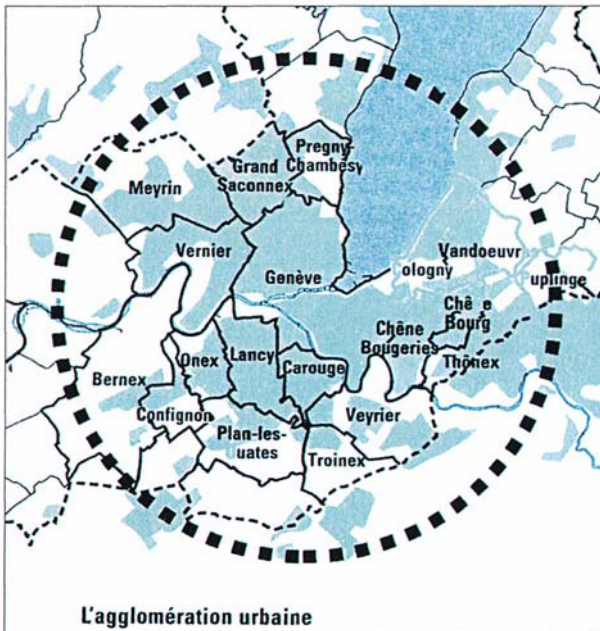 Pregny-
Chambésy
Grand
Saconnex
Meyrin
Vernier
Genève
Vandoeuvr
ologny
uplinge
Chê e
Bourg
Chêne
Bougeries
Thônex
Onex
Lancy
Carouge
Bernex
Confignon
Veyrier
Plan-les-
uates
Troinex
L'agglomération urbaine